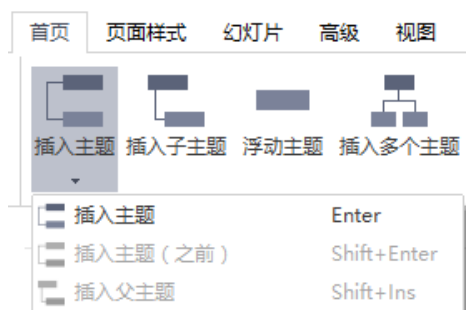 首页 页面样式 幻灯片 高级 视图
插入主题 插入子主题 浮动主题 插入多个主题
插入主题 Enter
插入主题（之前） Shift+Enter
插入父主题 Shift+Ins